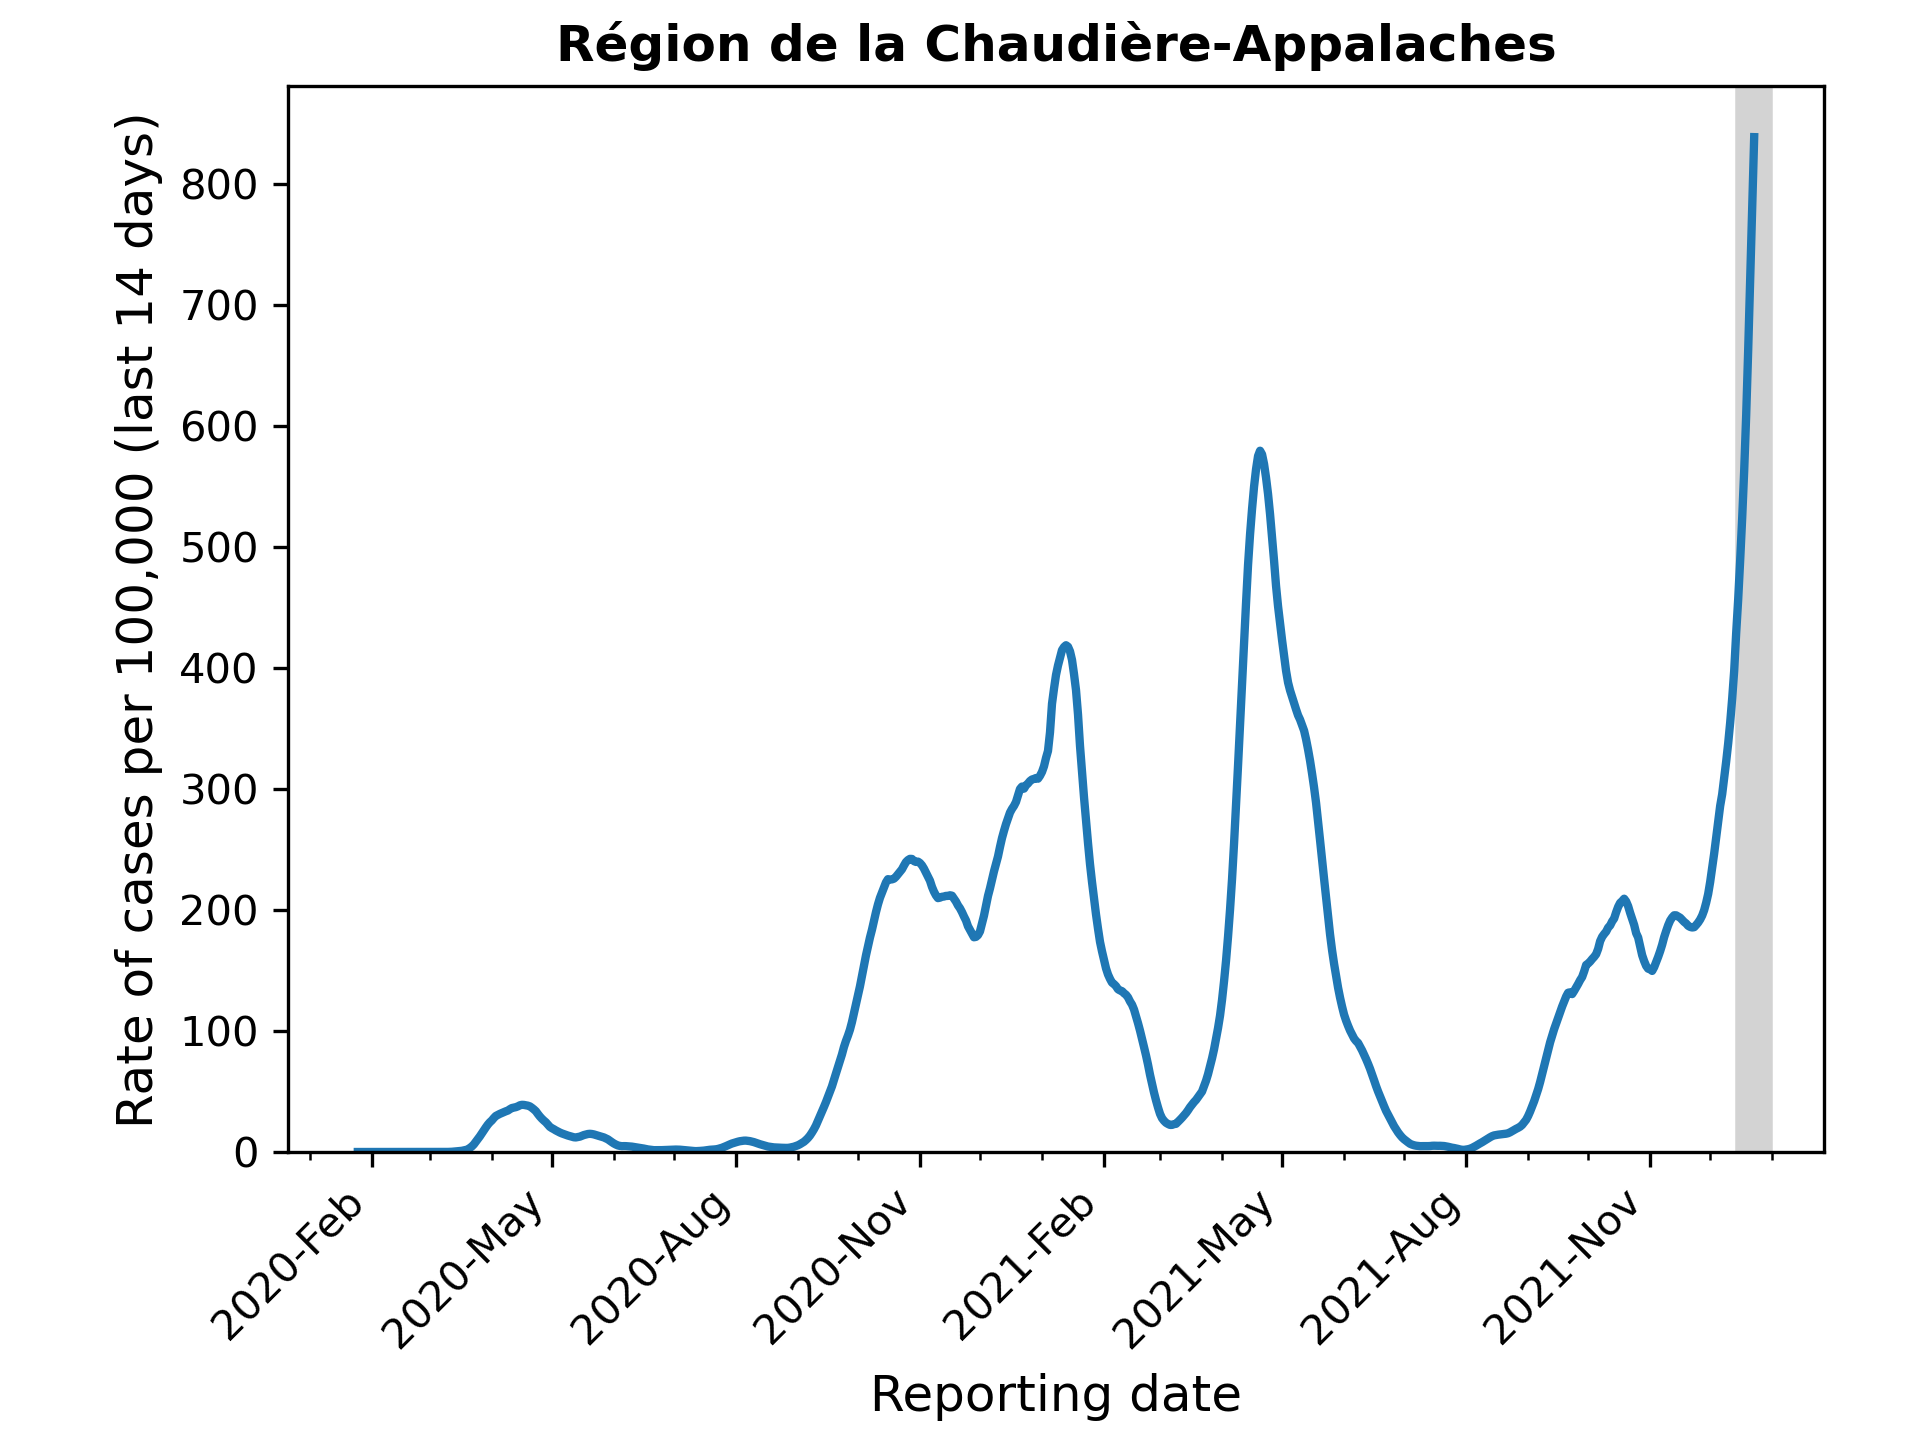 Région de la Chaudière-Appalaches
Rate of cases per 100,000 (last 14 days)
800
700
600
500
400
300
200
100
0
2020-Feb
2020-May
2020-Aug
2020-Nov
2021-Feb
2021-May
2021-Aug
2021-Nov
Reporting date